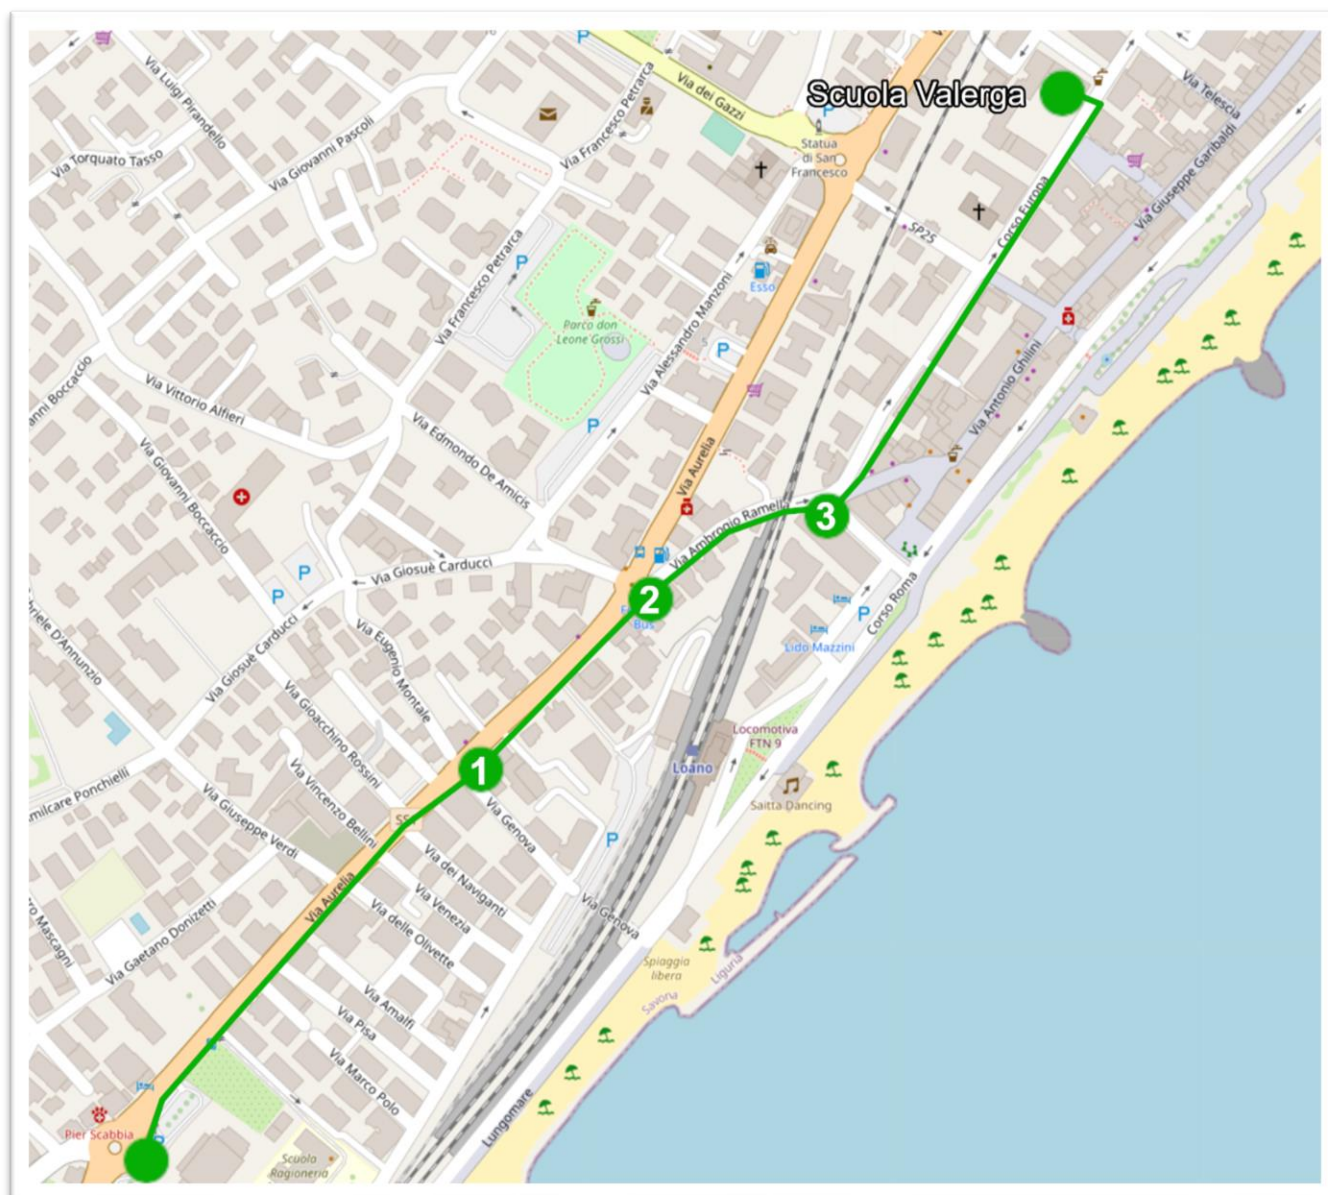 Via Luigi Pirandello
Via Torquato Tasso
Via Giovanni Pascoli
Via Francesco Petrarca
Via dei Gazzi
Statua
di San
Francesco
Scuola Valerga
Via Telescia
Via Giuseppe Garibaldi
Corso Europa
SP25
Via Francesco Petrarca
Esso
Parco don
Leone Grossi
Via Alessandro Manzoni
5
Via Antonio Ghilini
Via Vittorio Alfieri
Via Edmondo De Amicis
Via Giovanni Boccaccio
Via Aurelia
Via Ambrogio Ramella
3
Via Giosuè Carducci
2
Bus
Corso Roma
Lido Mazzini
Via Giosuè Carducci
Via Eugenio Montale
Via Gioachino Rossini
Locomotiva
FTN 9
Loano
1
Saitta Dancing
Via Vincenzo Bellini
Via Giuseppe Verdi
Via Genova
Via dei Naviganti
Via Venezia
Via Aurelia
Via delle Olivette
Via Genova
Via Gaetano Donizetti
Spiaggia
libera
Liguria
Savona
Via Amalfi
Via Pisa
Via Marco Polo
Lungomare
Pier Scabbia
Scuola
Ragioneria
P